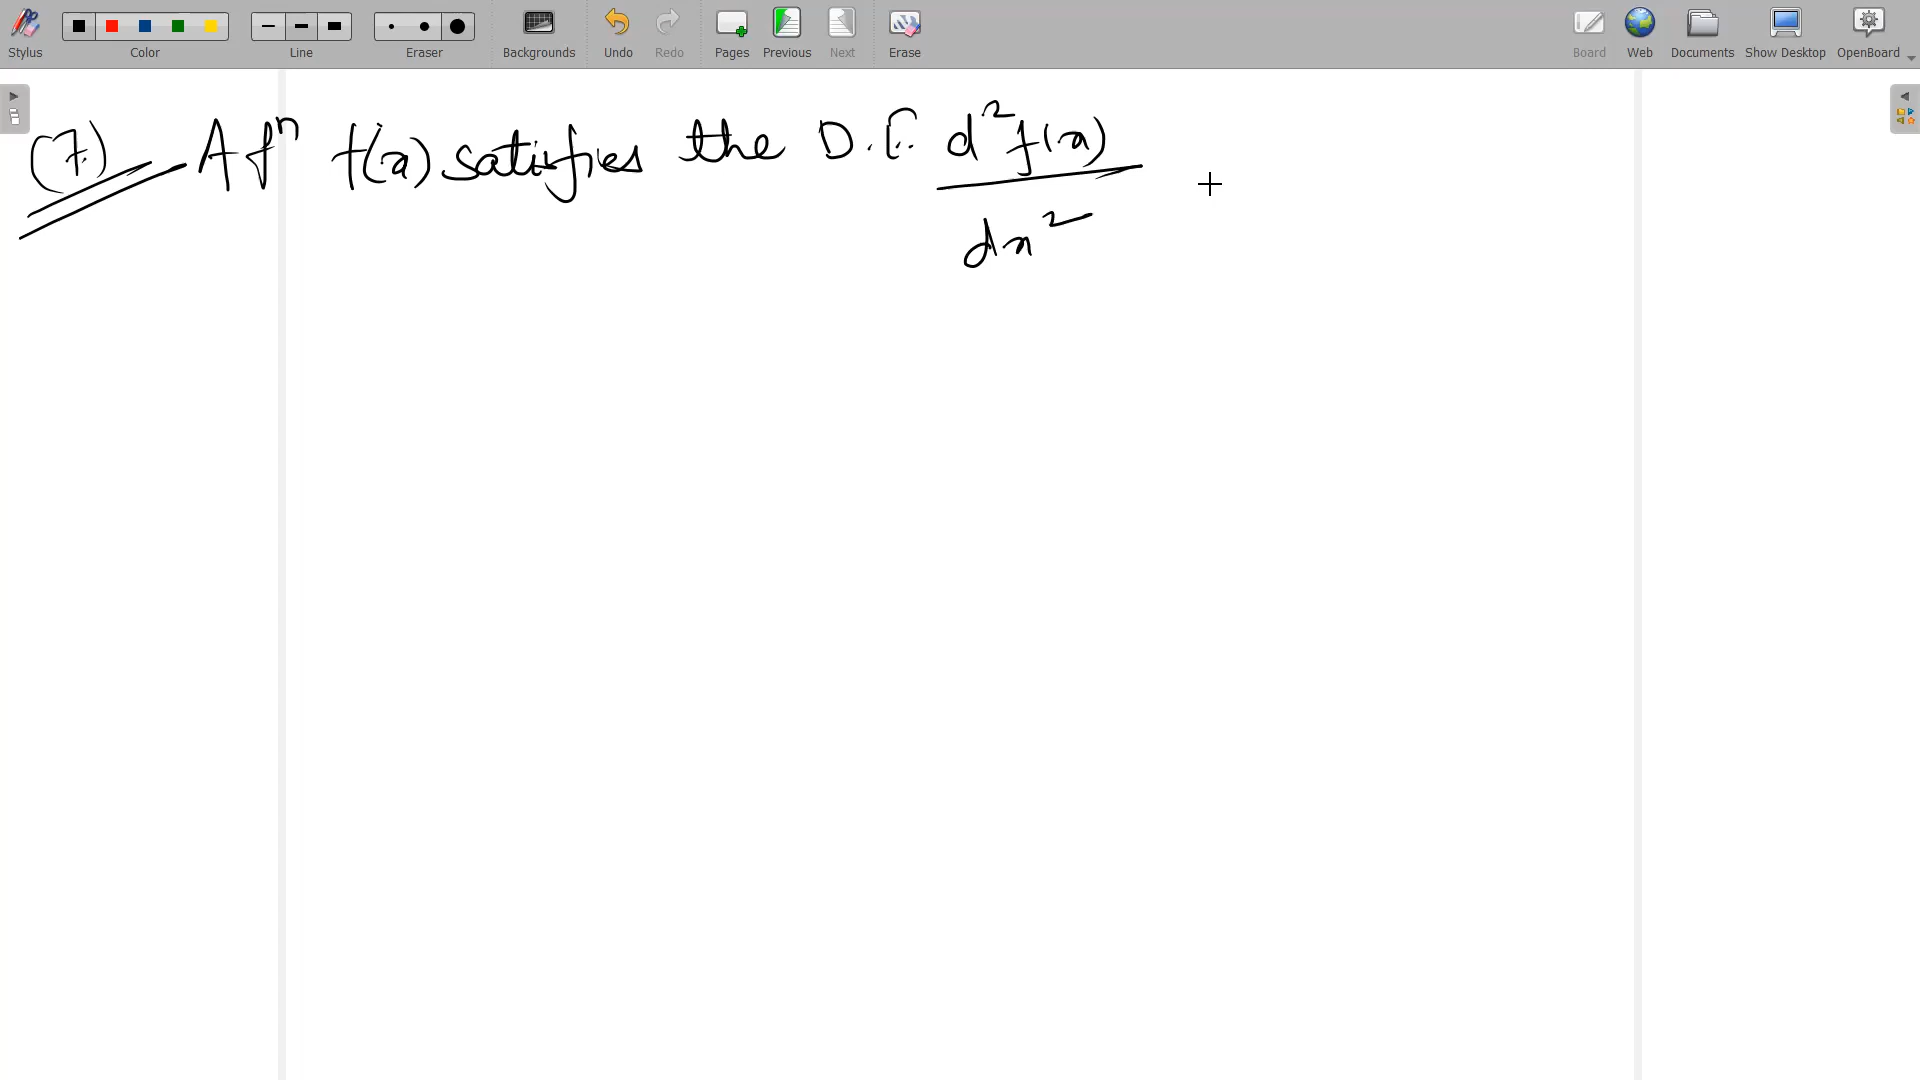 Stylus Color Line Eraser Backgrounds Undo Redo Pages Previous Next Erase Board Web Documents Show Desktop OpenBoard
(7) A fⁿ f(x) satisfies the D.E. d²f(x)
dx²